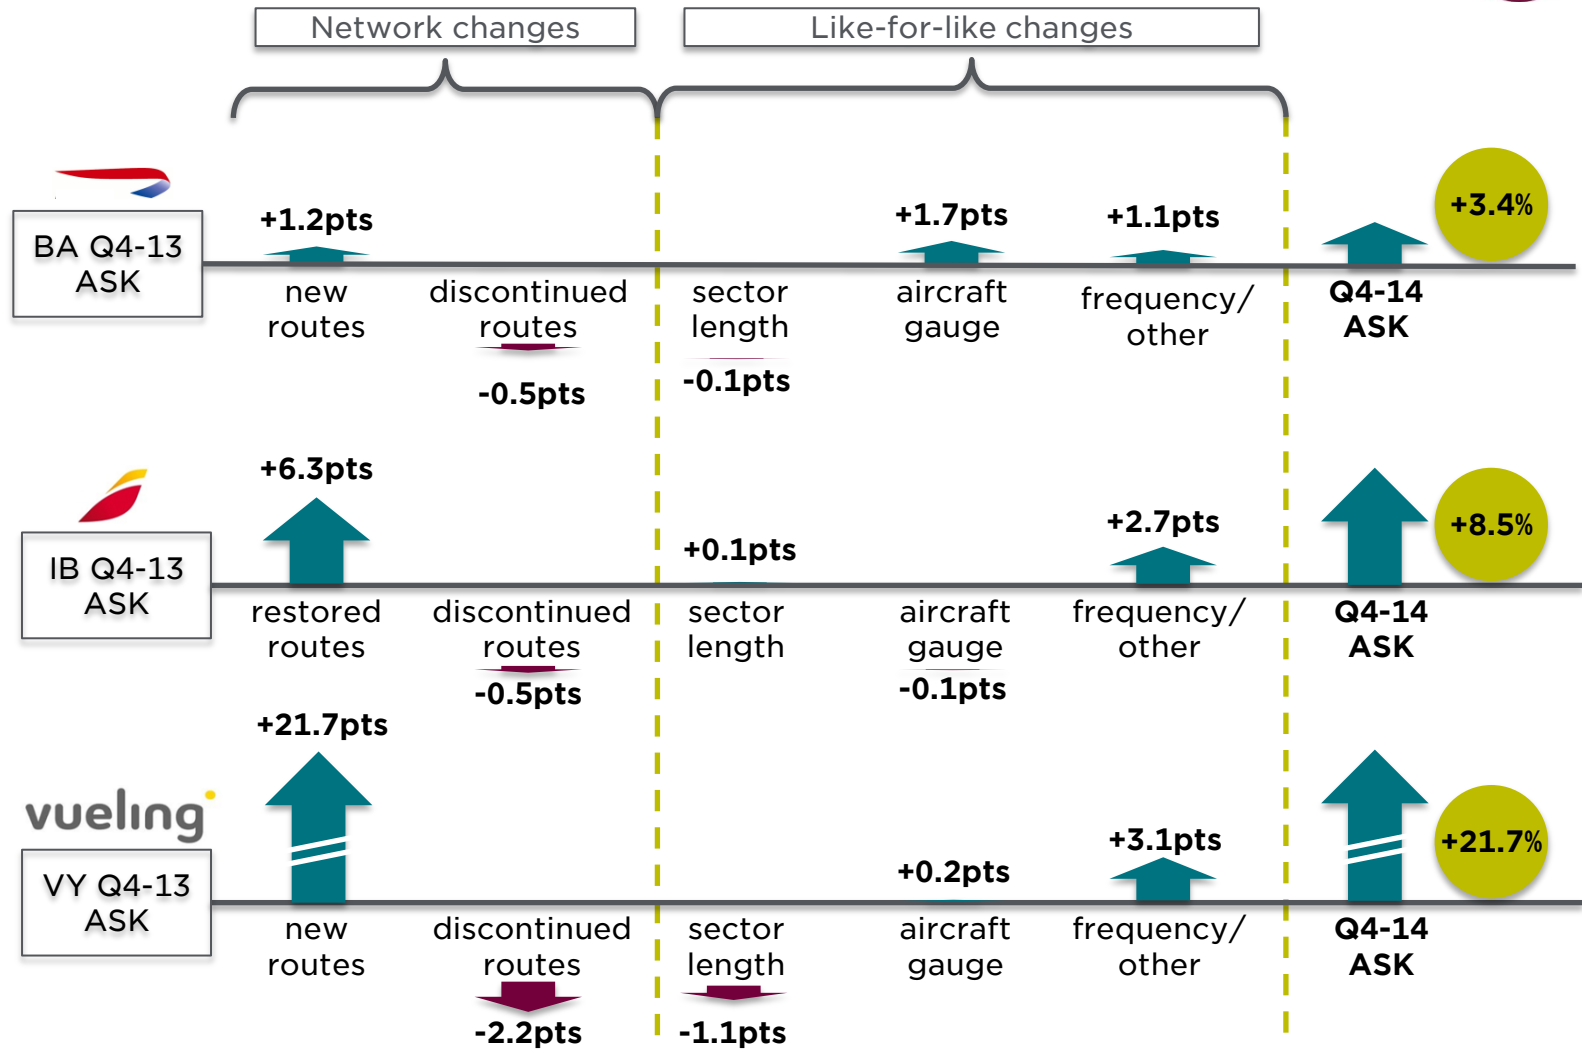 Network changes
Like-for-like changes
BA Q4-13
ASK
+1.2pts
new
routes
discontinued
routes
-0.5pts
sector
length
-0.1pts
+1.7pts
aircraft
gauge
+1.1pts
frequency/
other
Q4-14
ASK
+3.4%
IB Q4-13
ASK
+6.3pts
restored
routes
discontinued
routes
-0.5pts
+0.1pts
sector
length
aircraft
gauge
-0.1pts
+2.7pts
frequency/
other
Q4-14
ASK
+8.5%
vueling
VY Q4-13
ASK
+21.7pts
new
routes
discontinued
routes
-2.2pts
sector
length
-1.1pts
+0.2pts
aircraft
gauge
+3.1pts
frequency/
other
Q4-14
ASK
+21.7%